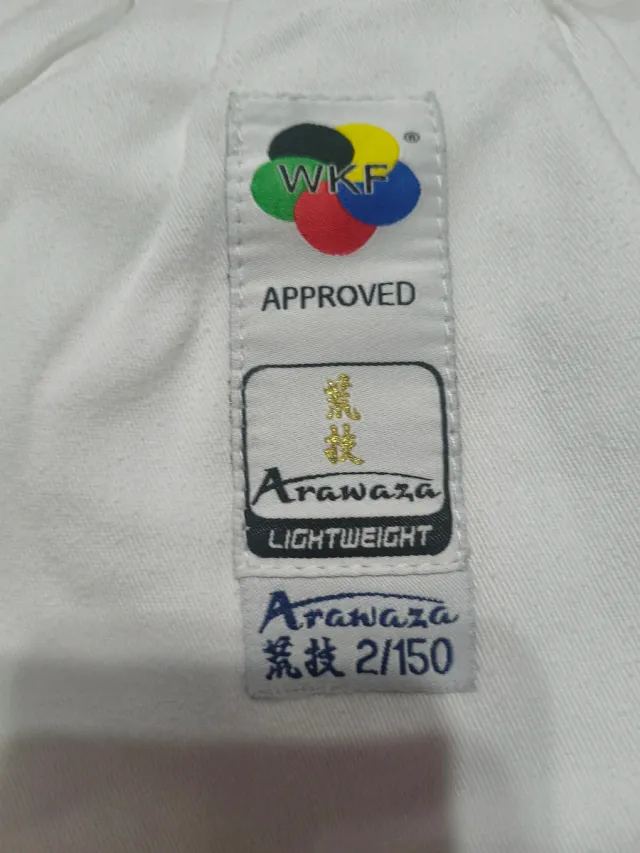 WKF®
APPROVED
荒
技
Arawaza
LIGHTWEIGHT
Arawaza
荒技 2/150